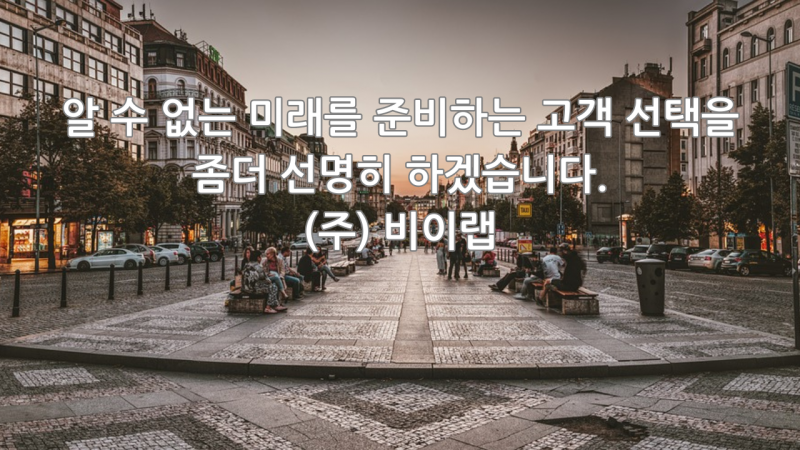 알 수 없는 미래를 준비하는 고객 선택을
좀더 선명히 하겠습니다.
(주) 비이랩
TAXI